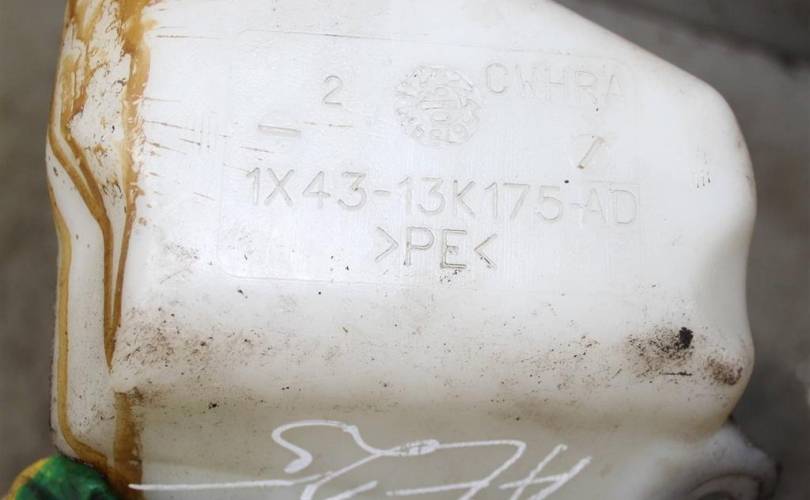 2
CWHRA
1X43-13K175-AD
>PE<